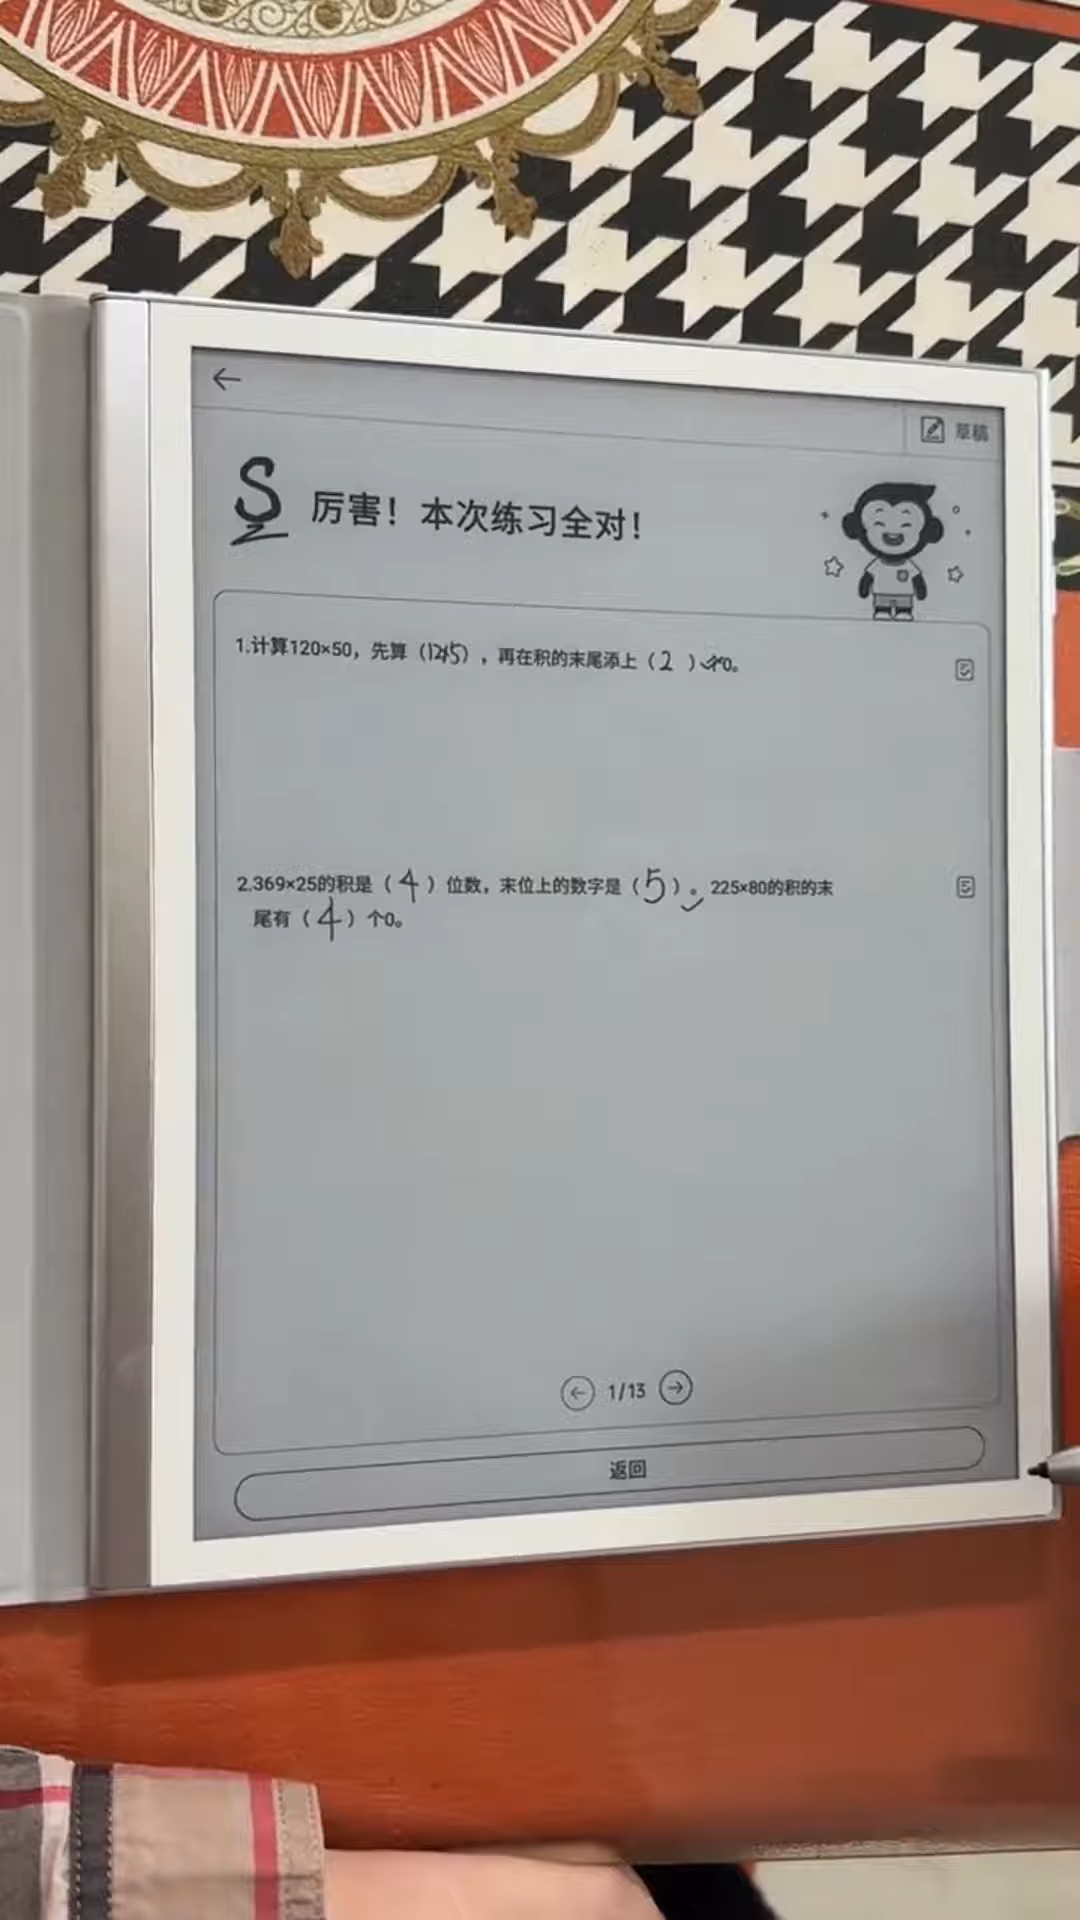 草稿
S
厉害！本次练习全对！
1.计算120×50，先算（12×5），再在积的末尾添上（2）个0。
2.369×25的积是（4）位数，末位上的数字是（5）。225×80的积的末
尾有（4）个0。
1/13
返回